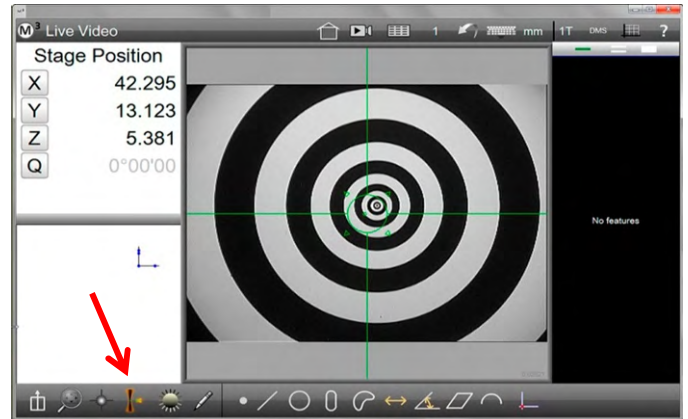 M³ Live Video
1
mm
1T
DMS
?
Stage Position
X 42.295
Y 13.123
Z 5.381
Q 0°00'00
No features